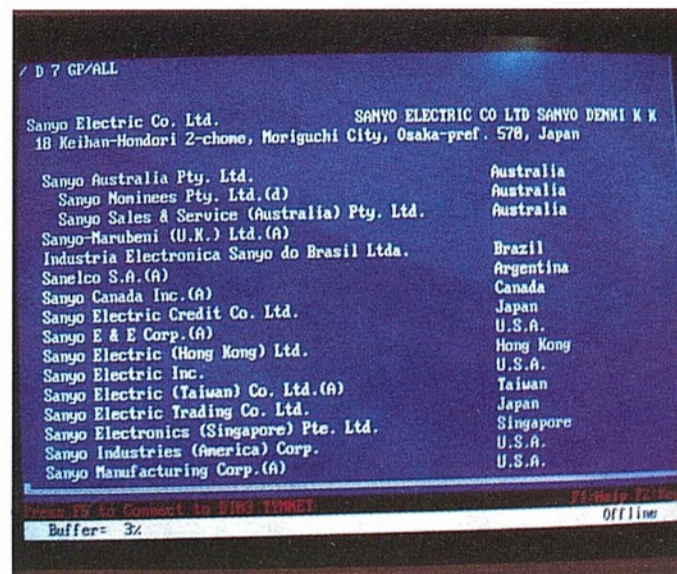 / D 7 GP/ALL
Sanyo Electric Co. Ltd. SANYO ELECTRIC CO LTD SANYO DENKI K K
18 Keihan-Hondori 2-chome, Moriguchi City, Osaka-pref. 570, Japan
Sanyo Australia Pty. Ltd. Australia
Sanyo Nominees Pty. Ltd.(d) Australia
Sanyo Sales & Service (Australia) Pty. Ltd. Australia
Sanyo-Marubeni (U.K.) Ltd.(A)
Industria Electronica Sanyo do Brasil Ltda. Brazil
Sanelco S.A.(A) Argentina
Sanyo Canada Inc.(A) Canada
Sanyo Electric Credit Co. Ltd. Japan
Sanyo E & E Corp.(A) U.S.A.
Sanyo Electric (Hong Kong) Ltd. Hong Kong
Sanyo Electric Inc. U.S.A.
Sanyo Electric (Taiwan) Co. Ltd.(A) Taiwan
Sanyo Electric Trading Co. Ltd. Japan
Sanyo Electronics (Singapore) Pte. Ltd. Singapore
Sanyo Industries (America) Corp. U.S.A.
Sanyo Manufacturing Corp.(A) U.S.A.
Press F5 to Connect to TYMNET F1-Help
Buffer= 3% Offline